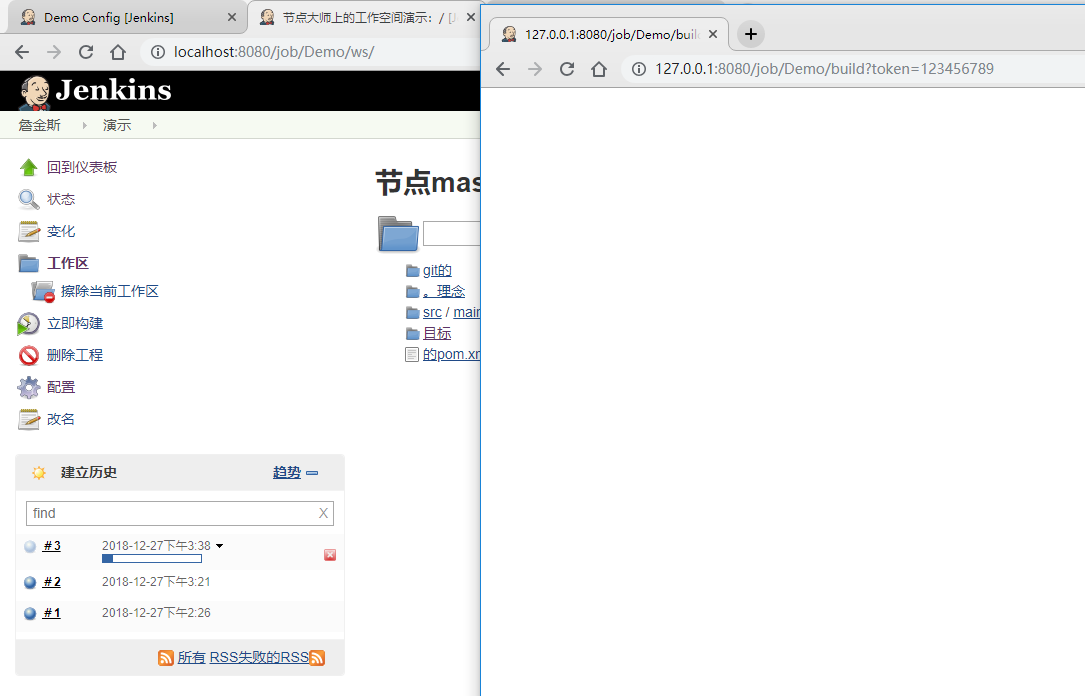 Demo Config [Jenkins]
节点大师上的工作空间演示: / [J
localhost:8080/job/Demo/ws/
Jenkins
詹金斯
演示
回到仪表板
状态
变化
工作区
擦除当前工作区
立即构建
删除工程
配置
改名
建立历史
趋势
find
X
#3
2018-12-27下午3:38
#2
2018-12-27下午3:21
#1
2018-12-27下午2:26
所有 RSS失败的RSS
节点mas
git的
。理念
src / main
目标
的pom.xm
127.0.0.1:8080/job/Demo/buil
127.0.0.1:8080/job/Demo/build?token=123456789